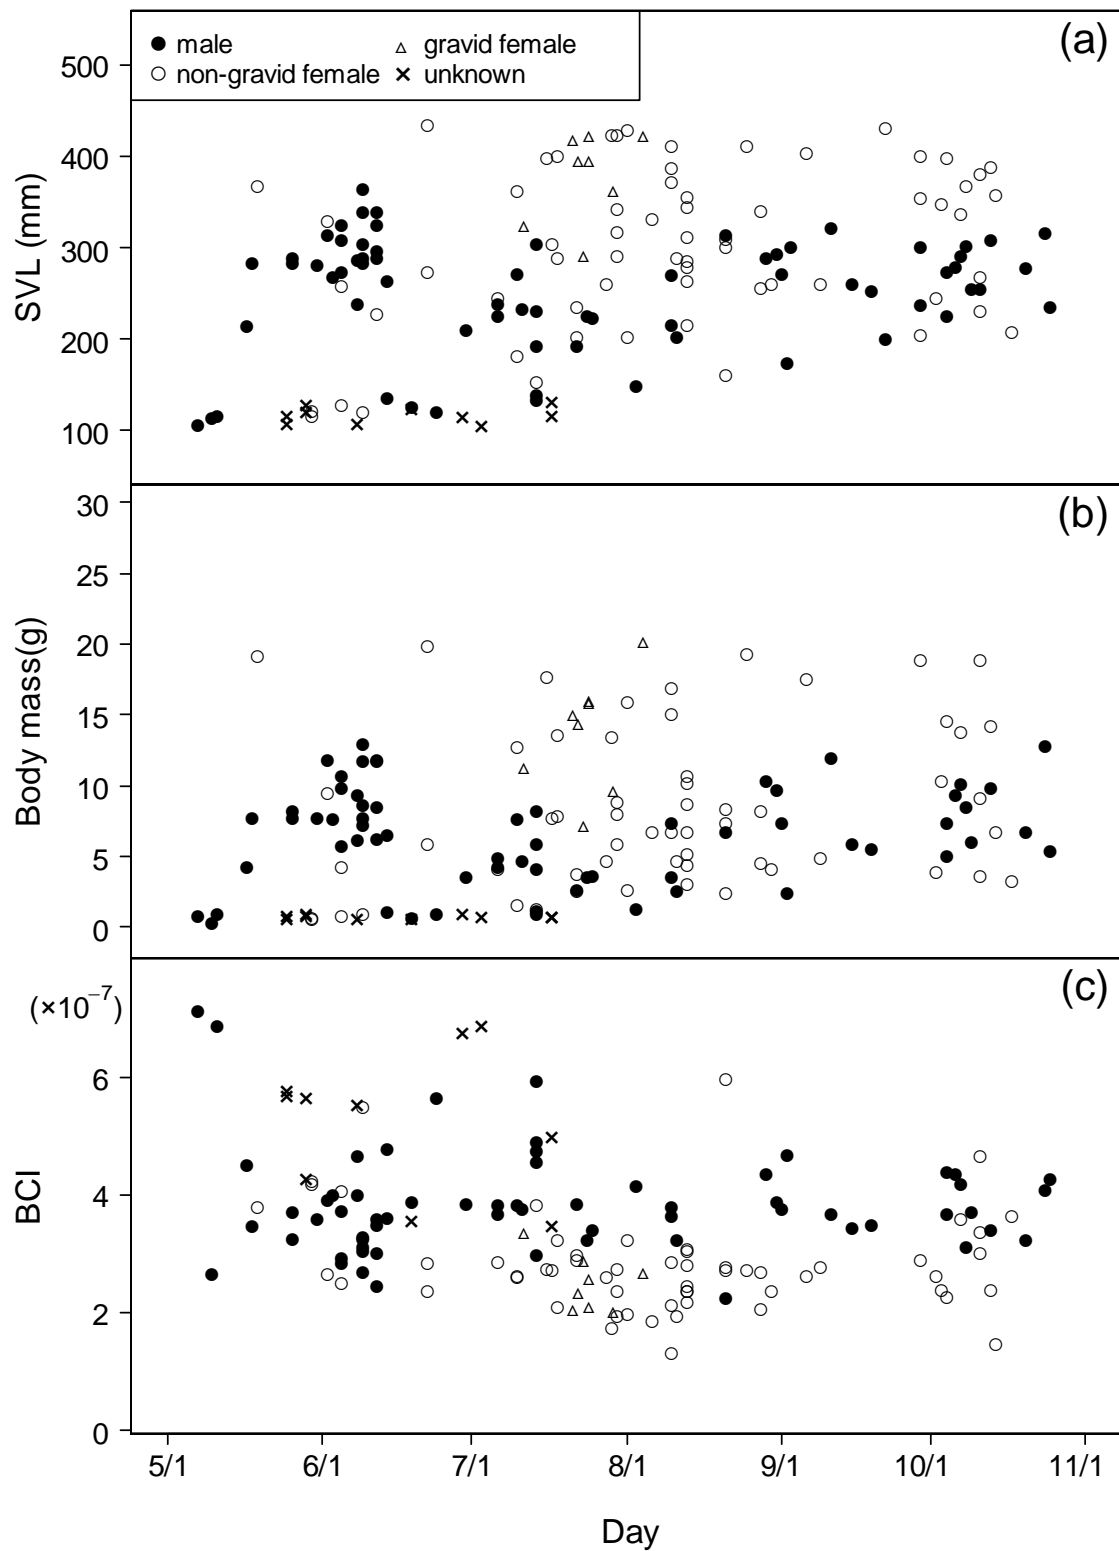 male
gravid female
non-gravid female
unknown
(a)
500
400
300
200
100
SVL (mm)
(b)
30
25
20
15
10
5
0
Body mass(g)
(c)
(×10⁻⁷)
6
4
2
0
BCI
5/1 6/1 7/1 8/1 9/1 10/1 11/1
Day